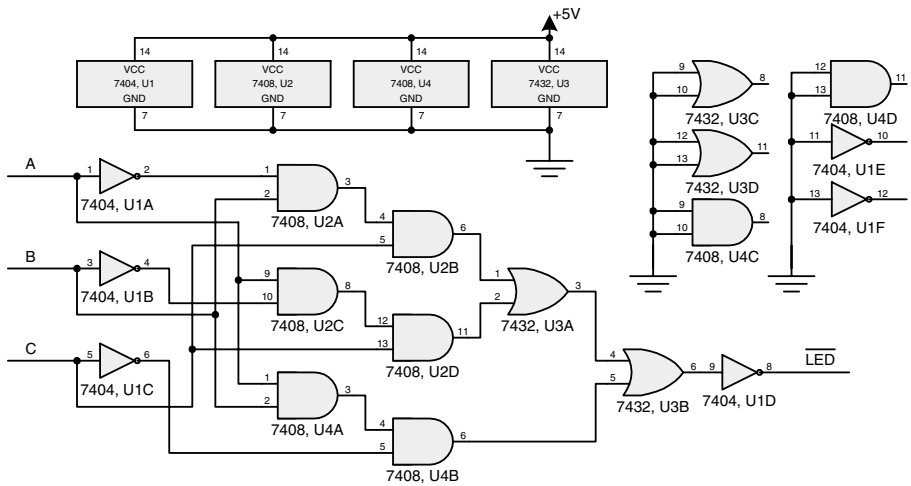 +5V
14 14 14 14
VCC VCC VCC VCC
7404, U1 7408, U2 7408, U4 7432, U3
GND GND GND GND
7 7 7 7
9 8
10
7432, U3C
12 11
13
7432, U3D
9 8
10
7408, U4C
12 11
13
7408, U4D
11 10
7404, U1E
13 12
7404, U1F
A
1 2
7404, U1A
B
3 4
7404, U1B
C
5 6
7404, U1C
1 3
2
7408, U2A
4 6
5
7408, U2B
9 8
10
7408, U2C
12 11
13
7408, U2D
1 3
2
7408, U4A
4 6
5
7408, U4B
1 3
2
7432, U3A
4 6
5
7432, U3B
9 8
7404, U1D
LED